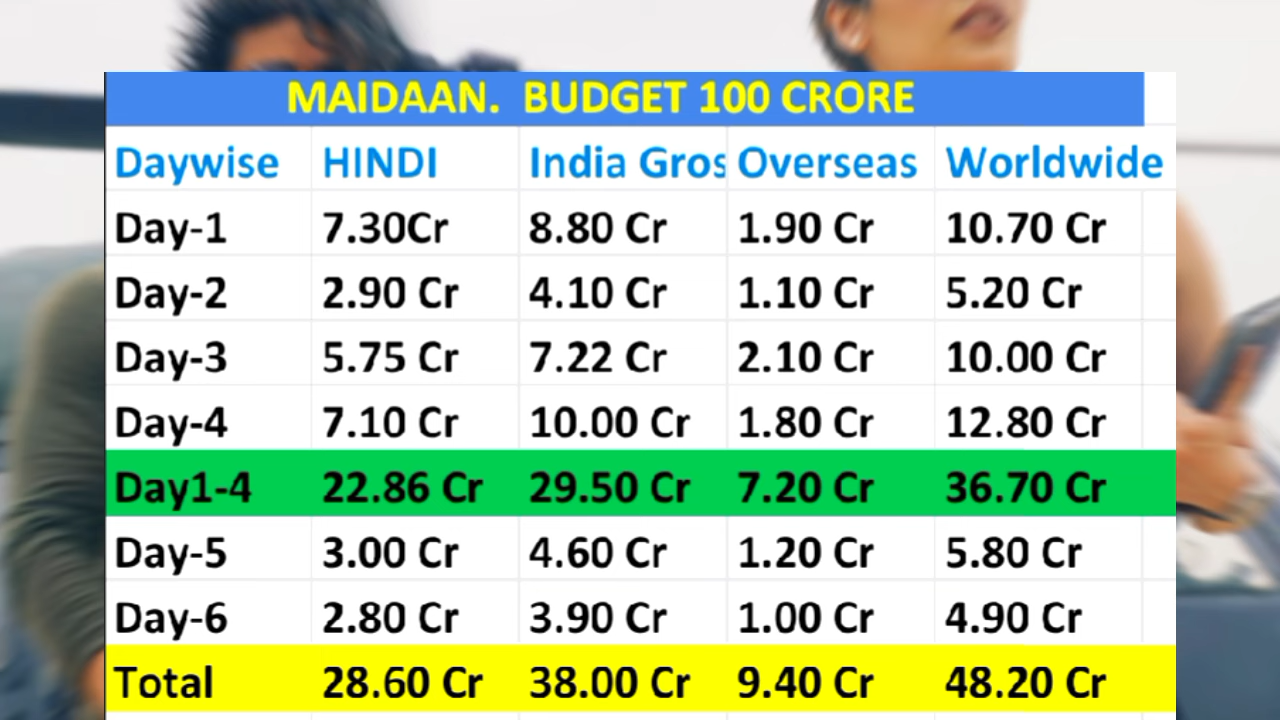 MAIDAAN. BUDGET 100 CRORE
Daywise HINDI India Gros Overseas Worldwide
Day-1 7.30Cr 8.80 Cr 1.90 Cr 10.70 Cr
Day-2 2.90 Cr 4.10 Cr 1.10 Cr 5.20 Cr
Day-3 5.75 Cr 7.22 Cr 2.10 Cr 10.00 Cr
Day-4 7.10 Cr 10.00 Cr 1.80 Cr 12.80 Cr
Day1-4 22.86 Cr 29.50 Cr 7.20 Cr 36.70 Cr
Day-5 3.00 Cr 4.60 Cr 1.20 Cr 5.80 Cr
Day-6 2.80 Cr 3.90 Cr 1.00 Cr 4.90 Cr
Total 28.60 Cr 38.00 Cr 9.40 Cr 48.20 Cr